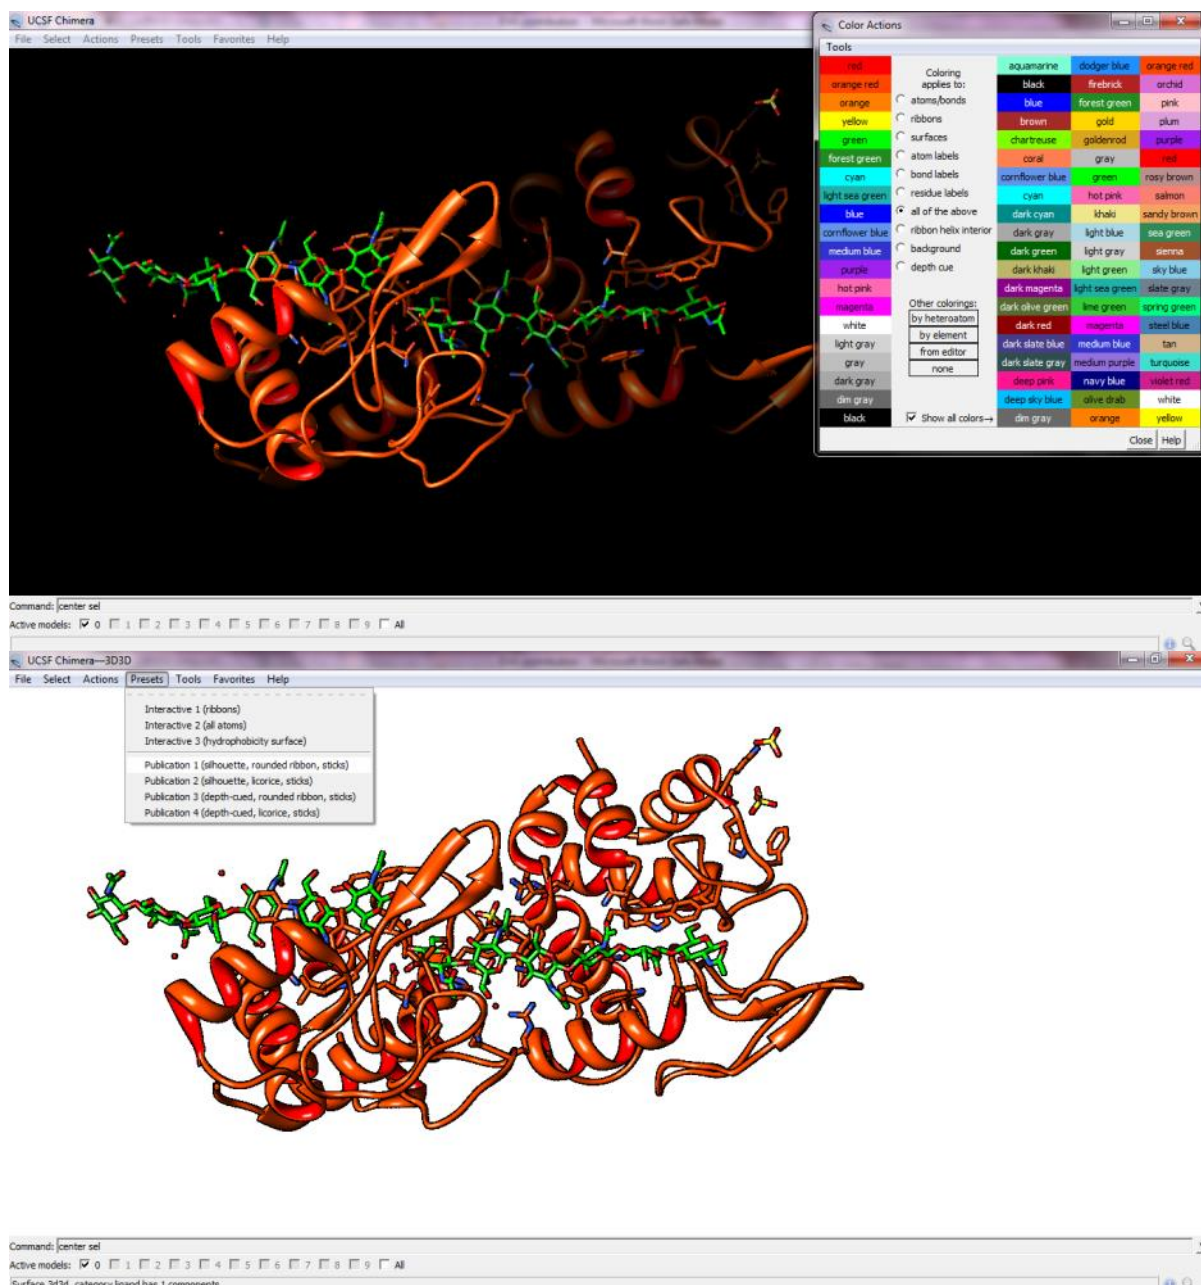 UCSF Chimera
File Select Actions Presets Tools Favorites Help
Color Actions
Tools
red
orange red
orange
yellow
green
forest green
cyan
light sea green
blue
cornflower blue
medium blue
purple
hot pink
magenta
white
light gray
gray
dark gray
dim gray
black
Coloring
applies to:
atoms/bonds
ribbons
surfaces
atom labels
bond labels
residue labels
all of the above
ribbon helix interior
background
depth cue
Other colorings:
by heteroatom
by element
from editor
none
Show all colors→
aquamarine dodger blue orange red
black firebrick orchid
blue forest green pink
brown gold plum
chartreuse goldenrod purple
coral gray red
cornflower blue green rosy brown
cyan hot pink salmon
dark cyan khaki sandy brown
dark gray light blue sea green
dark green light gray sienna
dark khaki light green sky blue
dark magenta light sea green slate gray
dark olive green lime green spring green
dark red magenta steel blue
dark slate blue medium blue tan
dark slate gray medium purple turquoise
deep pink navy blue violet red
deep sky blue olive drab white
dim gray orange yellow
Close Help
Command: center sel
Active models: 0 1 2 3 4 5 6 7 8 9 All
UCSF Chimera—3D3D
File Select Actions Presets Tools Favorites Help
Interactive 1 (ribbons)
Interactive 2 (all atoms)
Interactive 3 (hydrophobicity surface)
Publication 1 (silhouette, rounded ribbon, sticks)
Publication 2 (silhouette, licorice, sticks)
Publication 3 (depth-cued, rounded ribbon, sticks)
Publication 4 (depth-cued, licorice, sticks)
Command: center sel
Active models: 0 1 2 3 4 5 6 7 8 9 All
Surface 3d3d, category ligand has 1 components